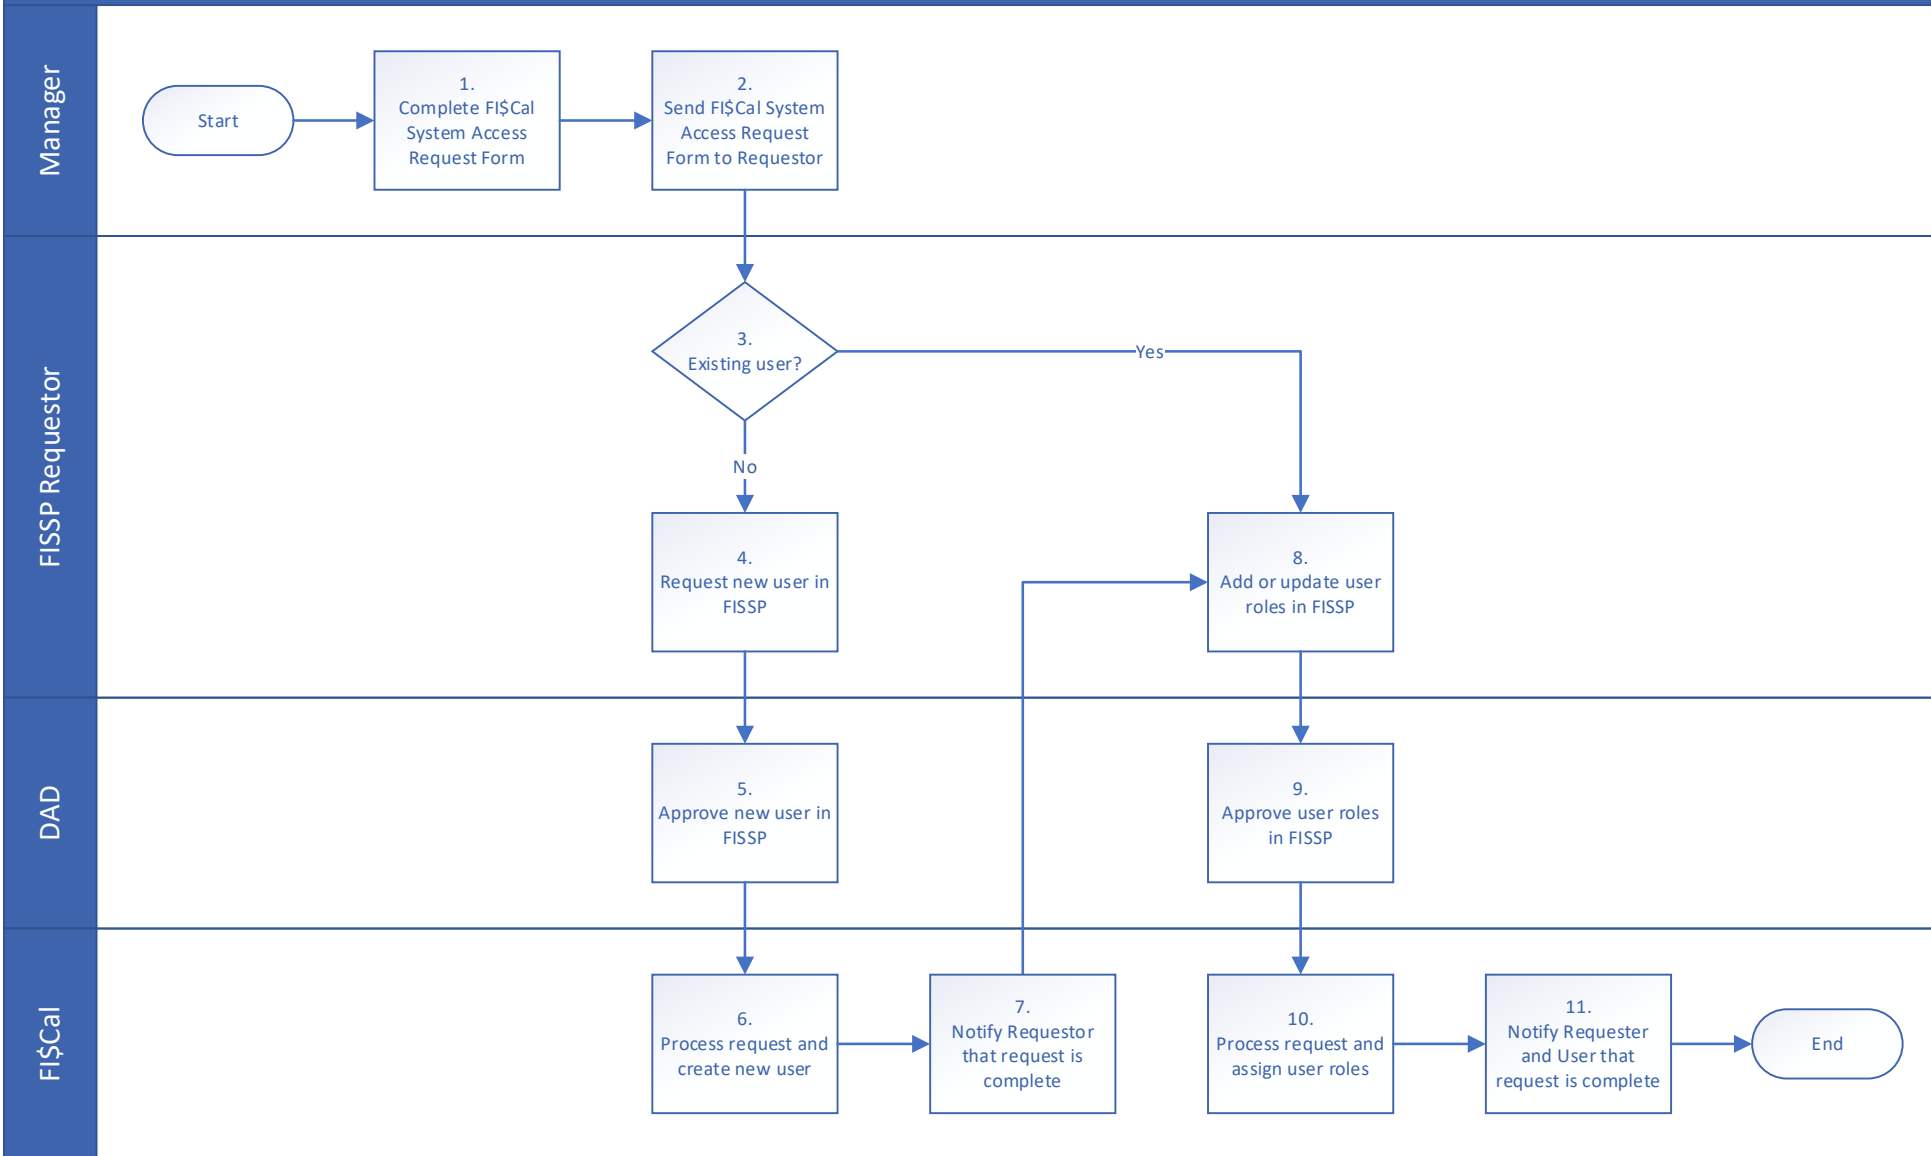 Manager
Start
1.
Complete FI$Cal
System Access
Request Form
2.
Send FI$Cal System
Access Request
Form to Requestor
FISSP Requestor
3.
Existing user?
Yes
No
4.
Request new user in
FISSP
8.
Add or update user
roles in FISSP
DAD
5.
Approve new user in
FISSP
9.
Approve user roles
in FISSP
FI$Cal
6.
Process request and
create new user
7.
Notify Requestor
that request is
complete
10.
Process request and
assign user roles
11.
Notify Requester
and User that
request is complete
End